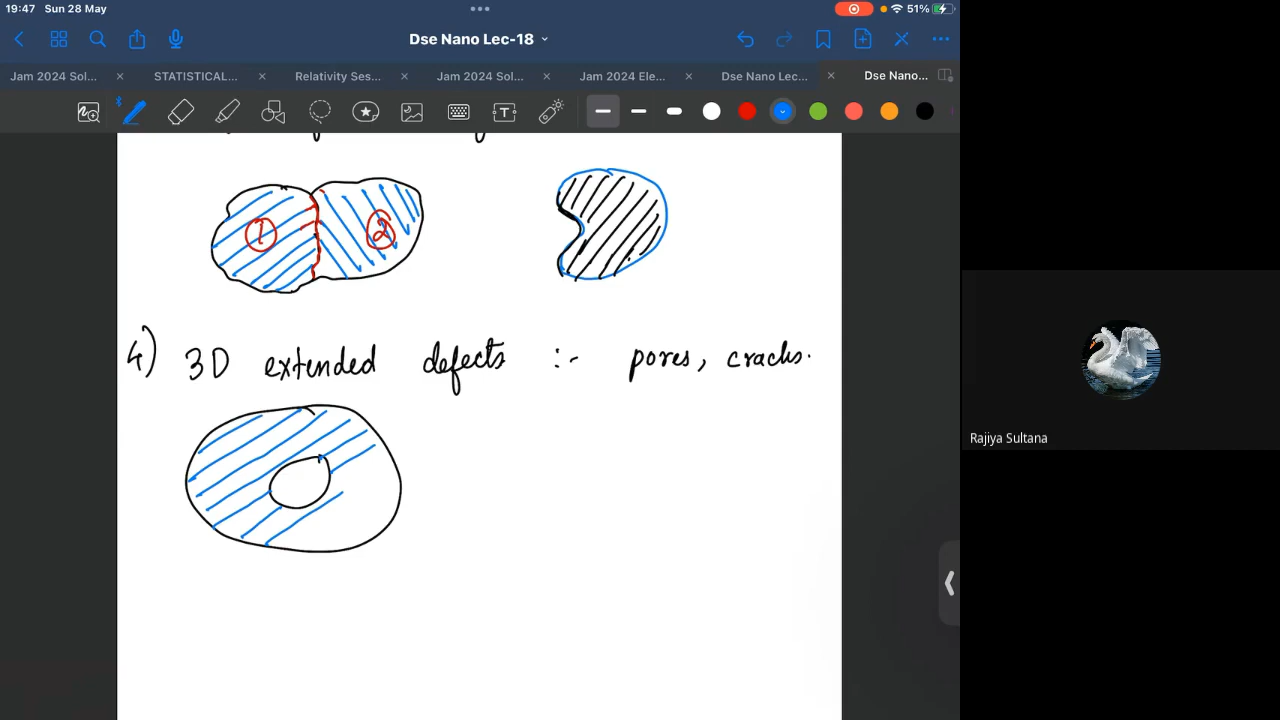 19:47 Sun 28 May
51%
Dse Nano Lec-18
Jam 2024 Sol...
STATISTICAL...
Relativity Ses...
Jam 2024 Sol...
Jam 2024 Ele...
Dse Nano Lec...
Dse Nano...
T
1 2
4) 3D extended defects :- pores, cracks.
Rajiya Sultana